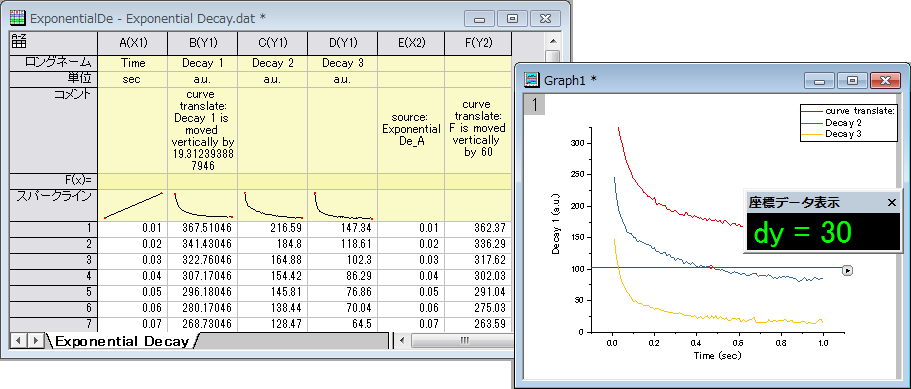 ExponentialDe - Exponential Decay.dat *
A(X1) B(Y1) C(Y1) D(Y1) E(X2) F(Y2)
ロングネーム Time Decay 1 Decay 2 Decay 3
単位 sec a.u. a.u. a.u.
コメント
curve
translate:
Decay 1 is
moved
vertically by
19.31239388
7946
source:
Exponential
De_A
curve
translate:
F is moved
vertically
by 60
F(x)=
スパークライン
1 0.01 367.51046 216.59 147.34 0.01 362.37
2 0.02 341.43046 184.8 118.61 0.02 336.29
3 0.03 322.76046 164.88 102.3 0.03 317.62
4 0.04 307.17046 154.42 86.29 0.04 302.03
5 0.05 296.18046 145.81 76.86 0.05 291.04
6 0.06 280.17046 138.44 70.04 0.06 275.03
7 0.07 268.73046 128.47 64.5 0.07 263.59
Exponential Decay
Graph1 *
1
curve translate:
Decay 2
Decay 3
300
250
200
150
100
50
0
Decay 1 (a.u.)
0.0 0.2 0.4 0.6 0.8 1.0
Time (sec)
座標データ表示
dy = 30